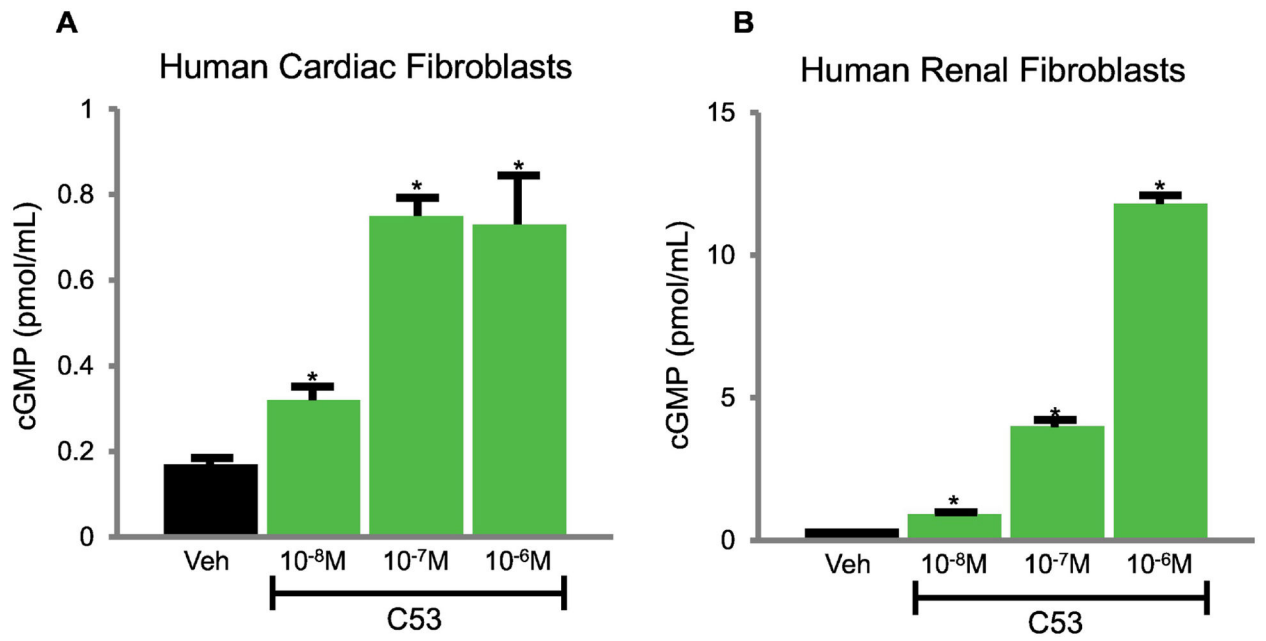 A
Human Cardiac Fibroblasts
cGMP (pmol/mL)
1
0.8
0.6
0.4
0.2
0
*
*
*
Veh
10-8M
10-7M
10-6M
C53
B
Human Renal Fibroblasts
cGMP (pmol/mL)
15
10
5
0
*
*
*
Veh
10-8M
10-7M
10-6M
C53